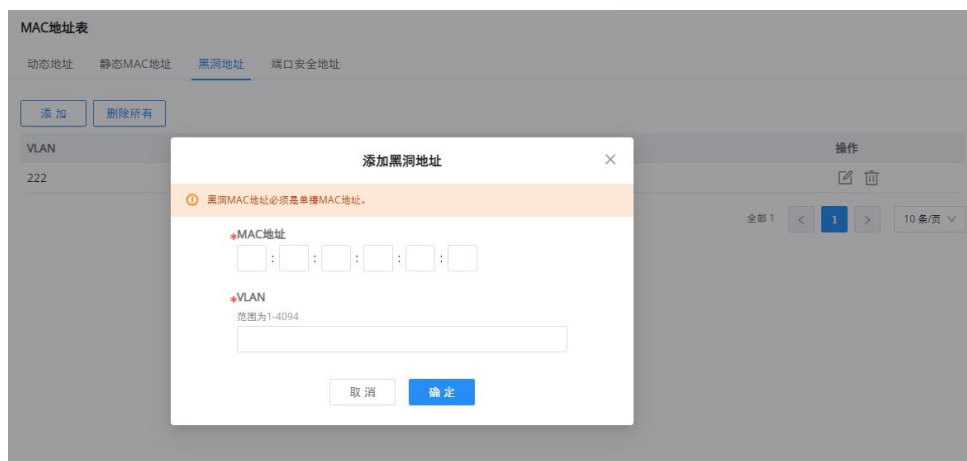 MAC地址表
动态地址 静态MAC地址 黑洞地址 端口安全地址
添 加 删除所有
VLAN 操作
222
添加黑洞地址
黑洞MAC地址必须是单播MAC地址。
全部 1 < 1 > 10 条/页
*MAC地址
: : : : :
*VLAN
范围为1-4094
取 消 确 定